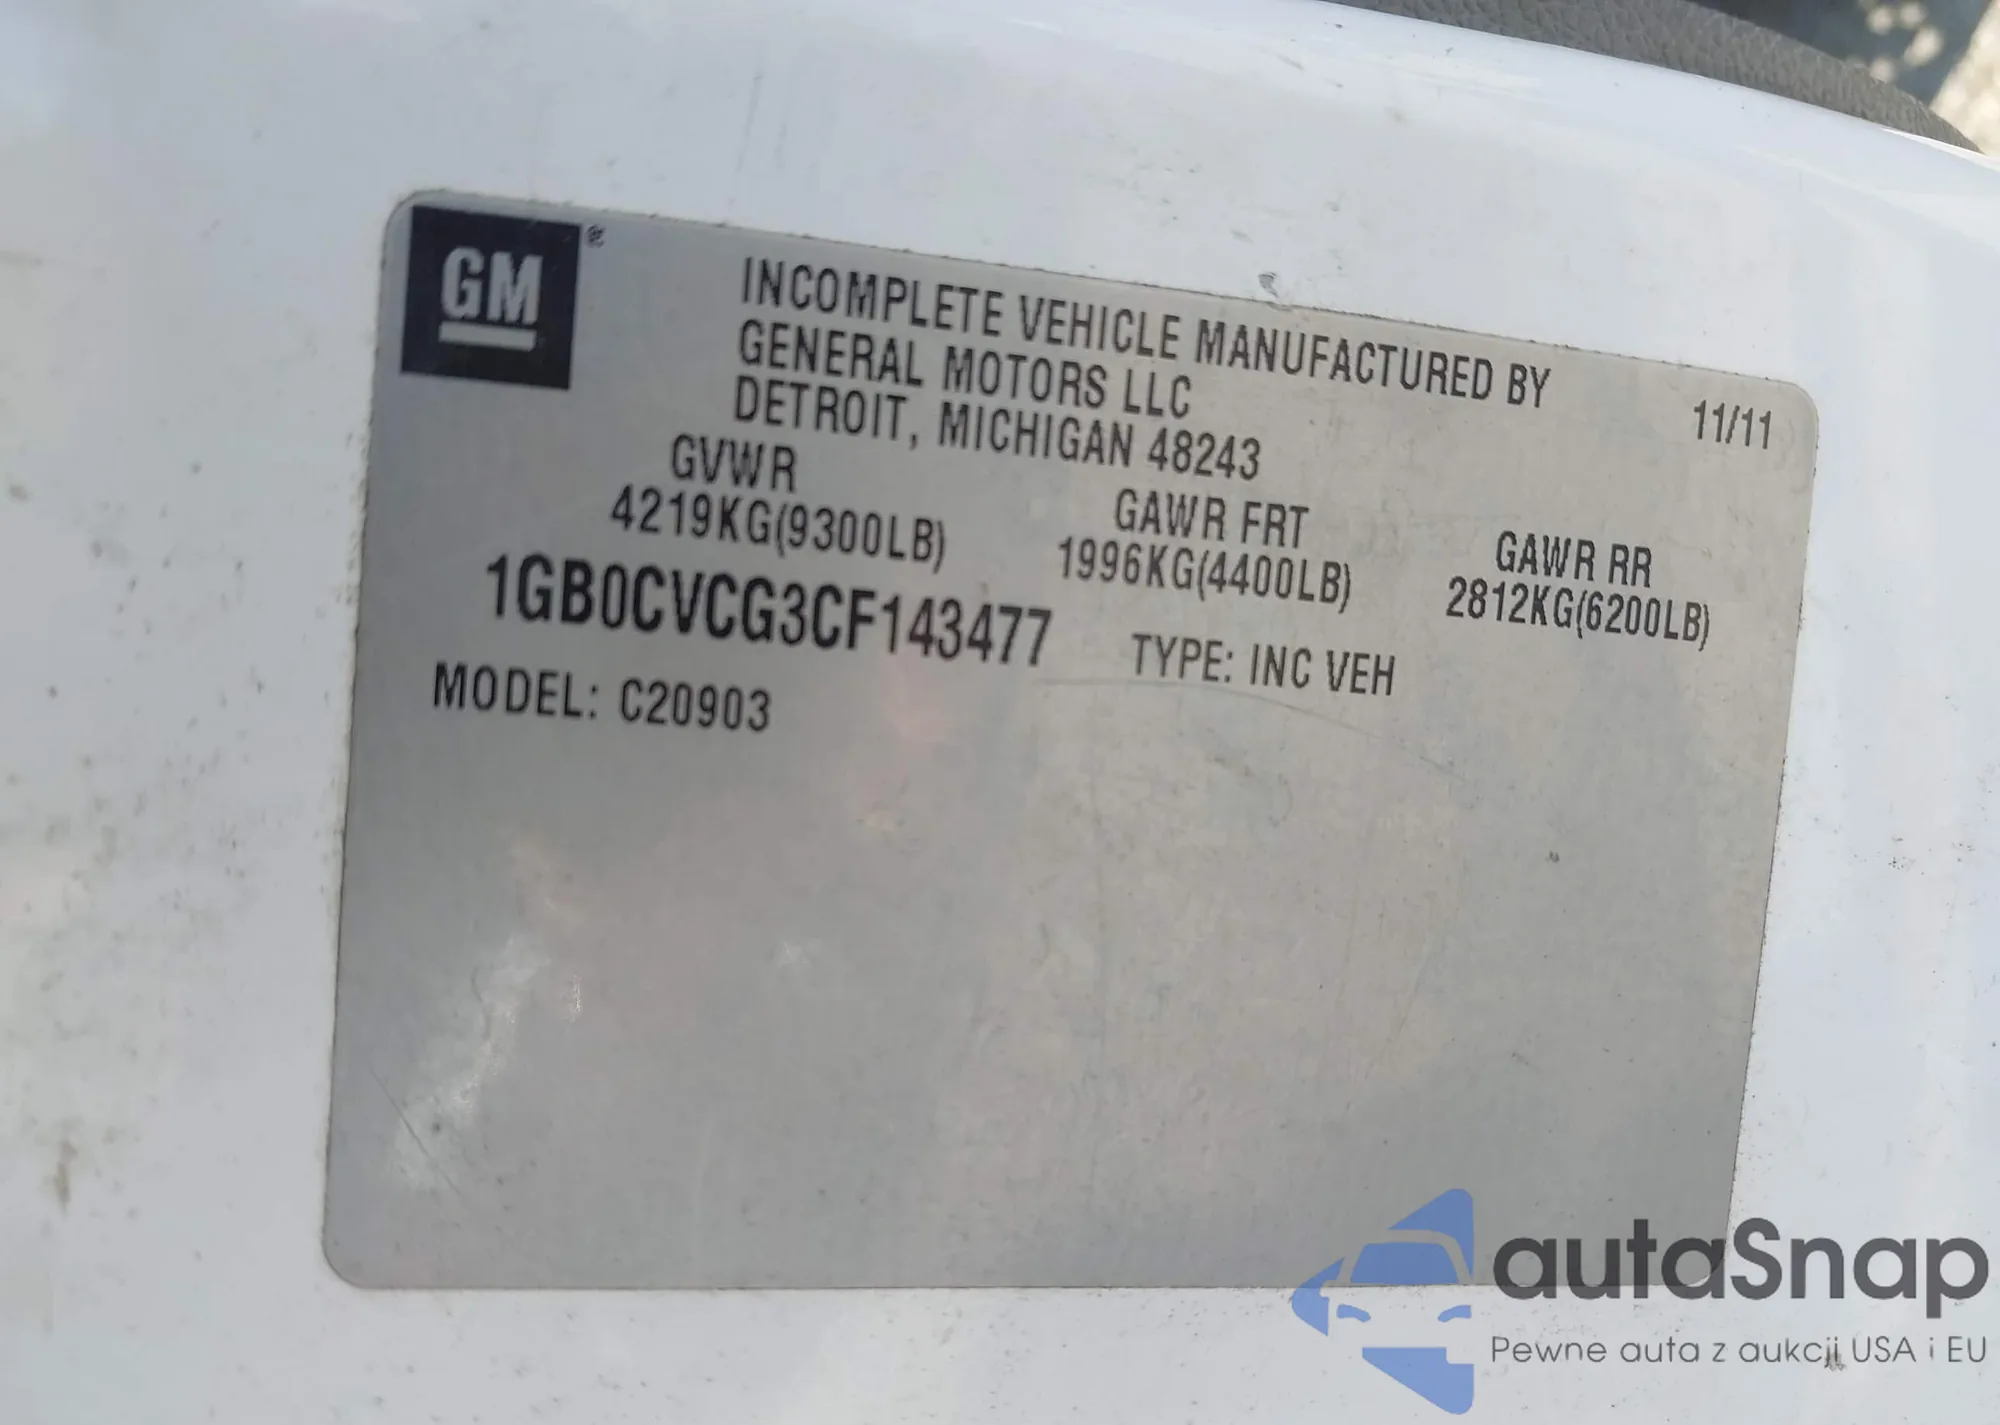 GM®
INCOMPLETE VEHICLE MANUFACTURED BY
GENERAL MOTORS LLC
DETROIT, MICHIGAN 48243
11/11
GVWR
4219KG(9300LB)
GAWR FRT
1996KG(4400LB)
GAWR RR
2812KG(6200LB)
1GB0CVCG3CF143477
TYPE: INC VEH
MODEL: C20903
autaSnap
Pewne auta z aukcji USA i EU